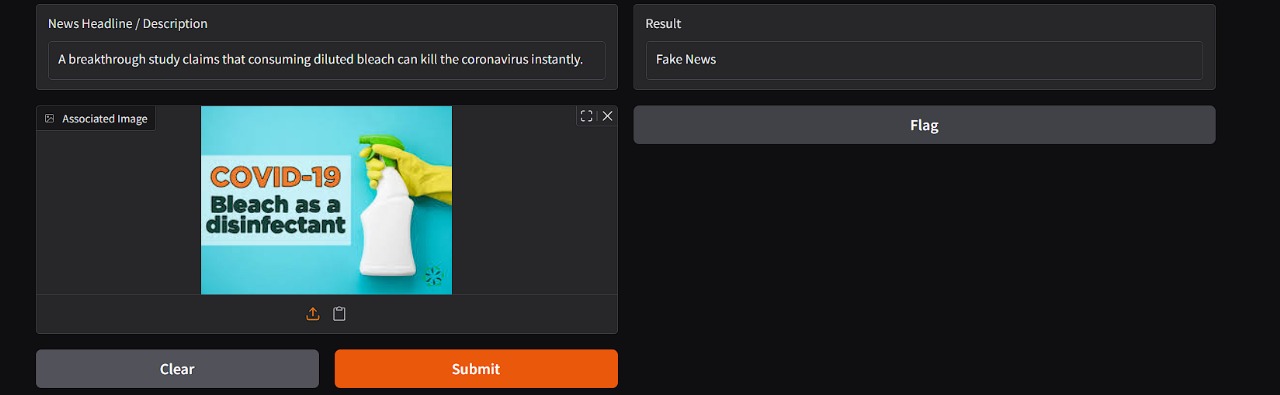 News Headline / Description
A breakthrough study claims that consuming diluted bleach can kill the coronavirus instantly.
Result
Fake News
Associated Image
COVID-19
Bleach as a
disinfectant
Flag
Clear
Submit